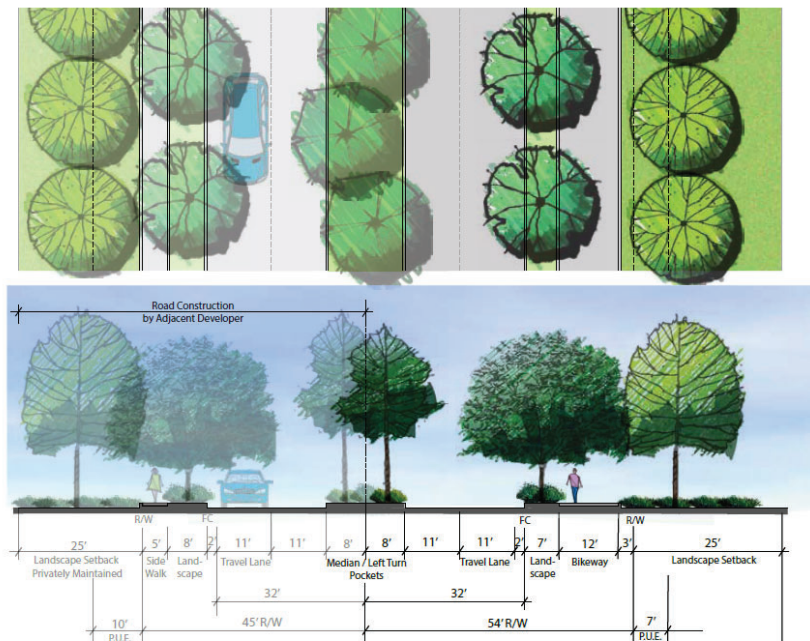 Road Construction
by Adjacent Developer
R/W
FC
FC
R/W
25'
5'
8'
2'
11'
11'
8'
8'
11'
11'
2'
7'
12'
3'
25'
Landscape Setback
Privately Maintained
Side
Walk
Land-
scape
Travel Lane
Median / Left Turn
Pockets
Travel Lane
Land-
scape
Bikeway
Landscape Setback
32'
32'
10'
45' R/W
54' R/W
7'
P.U.E.
P.U.E.